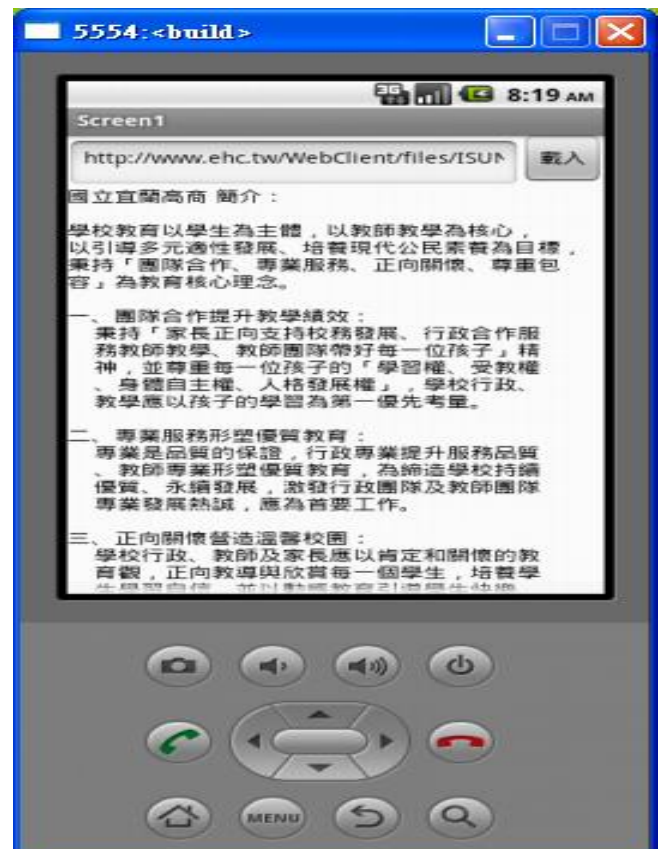 5554:<build>
3G 8:19 AM
Screen1
http://www.ehc.tw/WebClient/files/ISUN
載入
國立宜蘭高商 簡介：
學校教育以學生為主體，以教師教學為核心，
以引導多元適性發展、培養現代公民素養為目標，
秉持「團隊合作、專業服務、正向關懷、尊重包
容」為教育核心理念。
一、團隊合作提升教學績效：
秉持「家長正向支持校務發展、行政合作服
務教師教學、教師團隊帶好每一位孩子」精
神，並尊重每一位孩子的「學習權、受教權
、身體自主權、人格發展權」，學校行政、
教學應以孩子的學習為第一優先考量。
二、專業服務形塑優質教育：
專業是品質的保證，行政專業提升服務品質
、教師專業形塑優質教育，為締造學校持續
優質、永續發展，激發行政團隊及教師團隊
專業發展熱誠，應為首要工作。
三、正向關懷營造溫馨校園：
學校行政、教師及家長應以肯定和關懷的教
育觀，正向教導與欣賞每一個學生，培養學
MENU